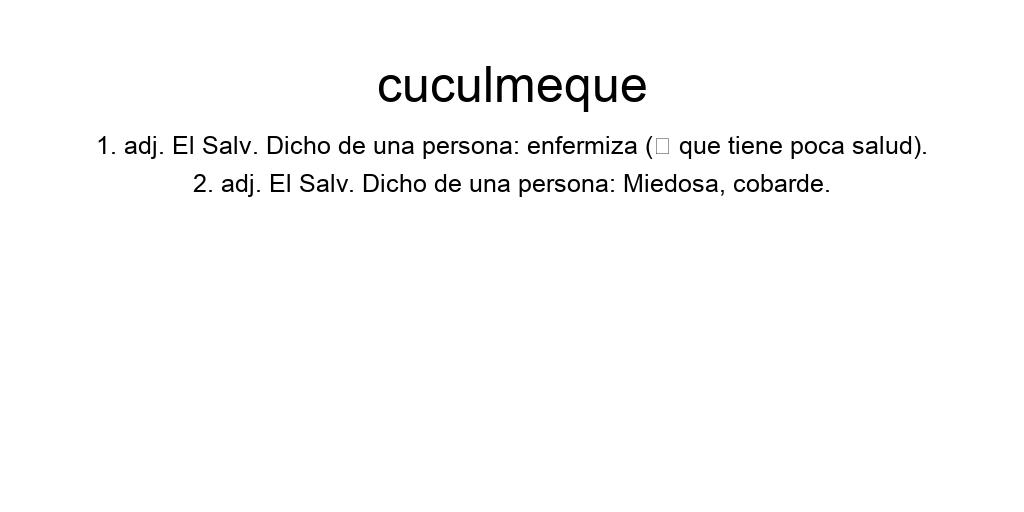 cuculmeque
1. adj. El Salv. Dicho de una persona: enfermiza (□ que tiene poca salud).
2. adj. El Salv. Dicho de una persona: Miedosa, cobarde.